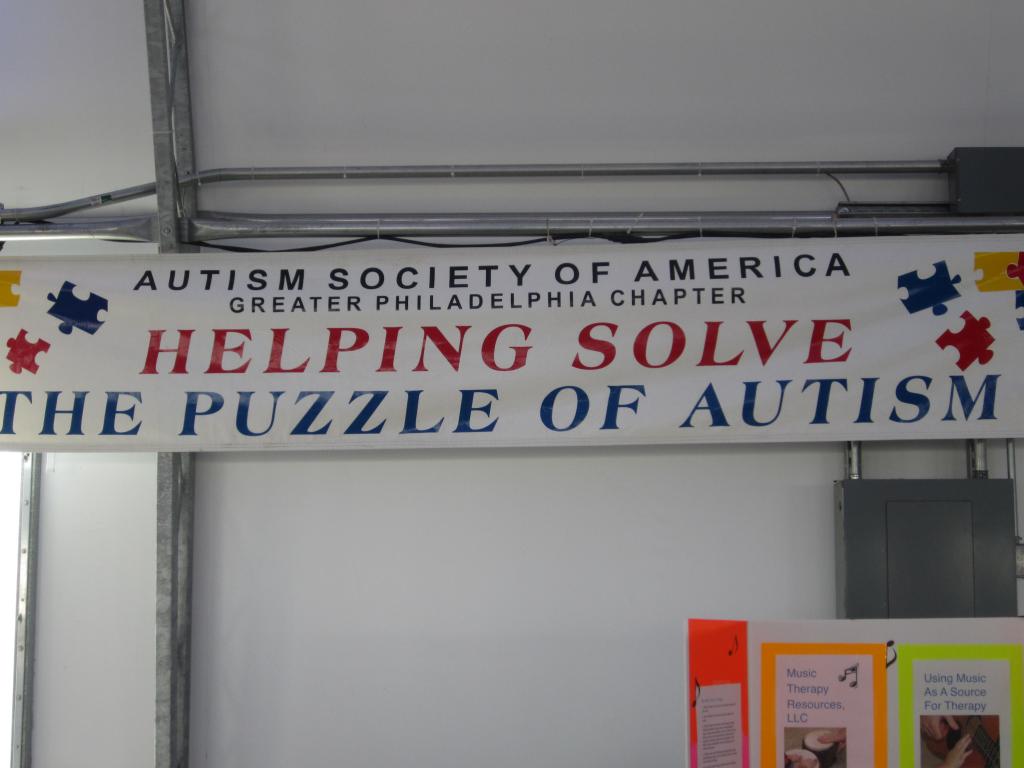 AUTISM SOCIETY OF AMERICA
GREATER PHILADELPHIA CHAPTER
HELPING SOLVE
THE PUZZLE OF AUTISM
Music
Therapy
Resources,
LLC
Using Music
As A Source
For Therapy